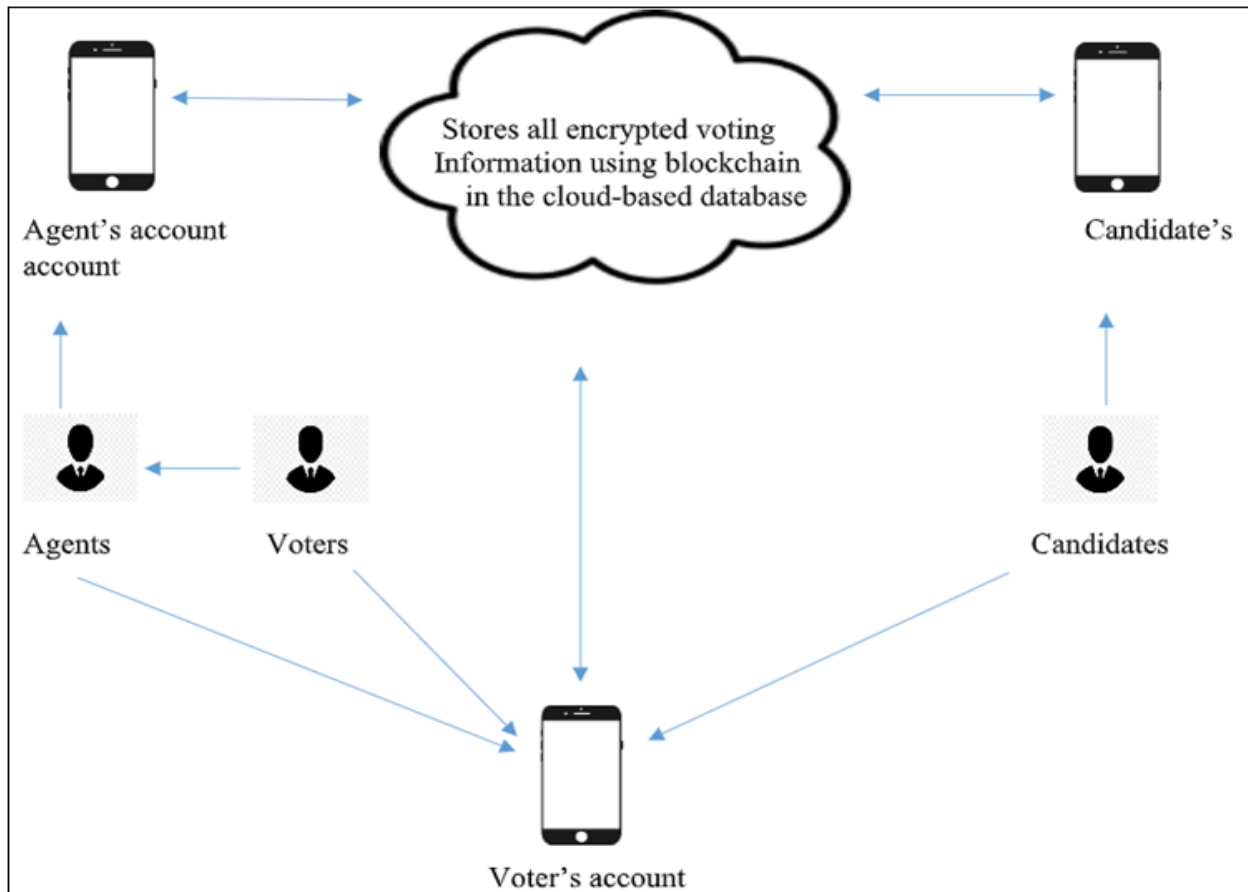 Stores all encrypted voting
Information using blockchain
in the cloud-based database
Agent’s account
Candidate’s
account
Agents
Voters
Candidates
Voter’s account